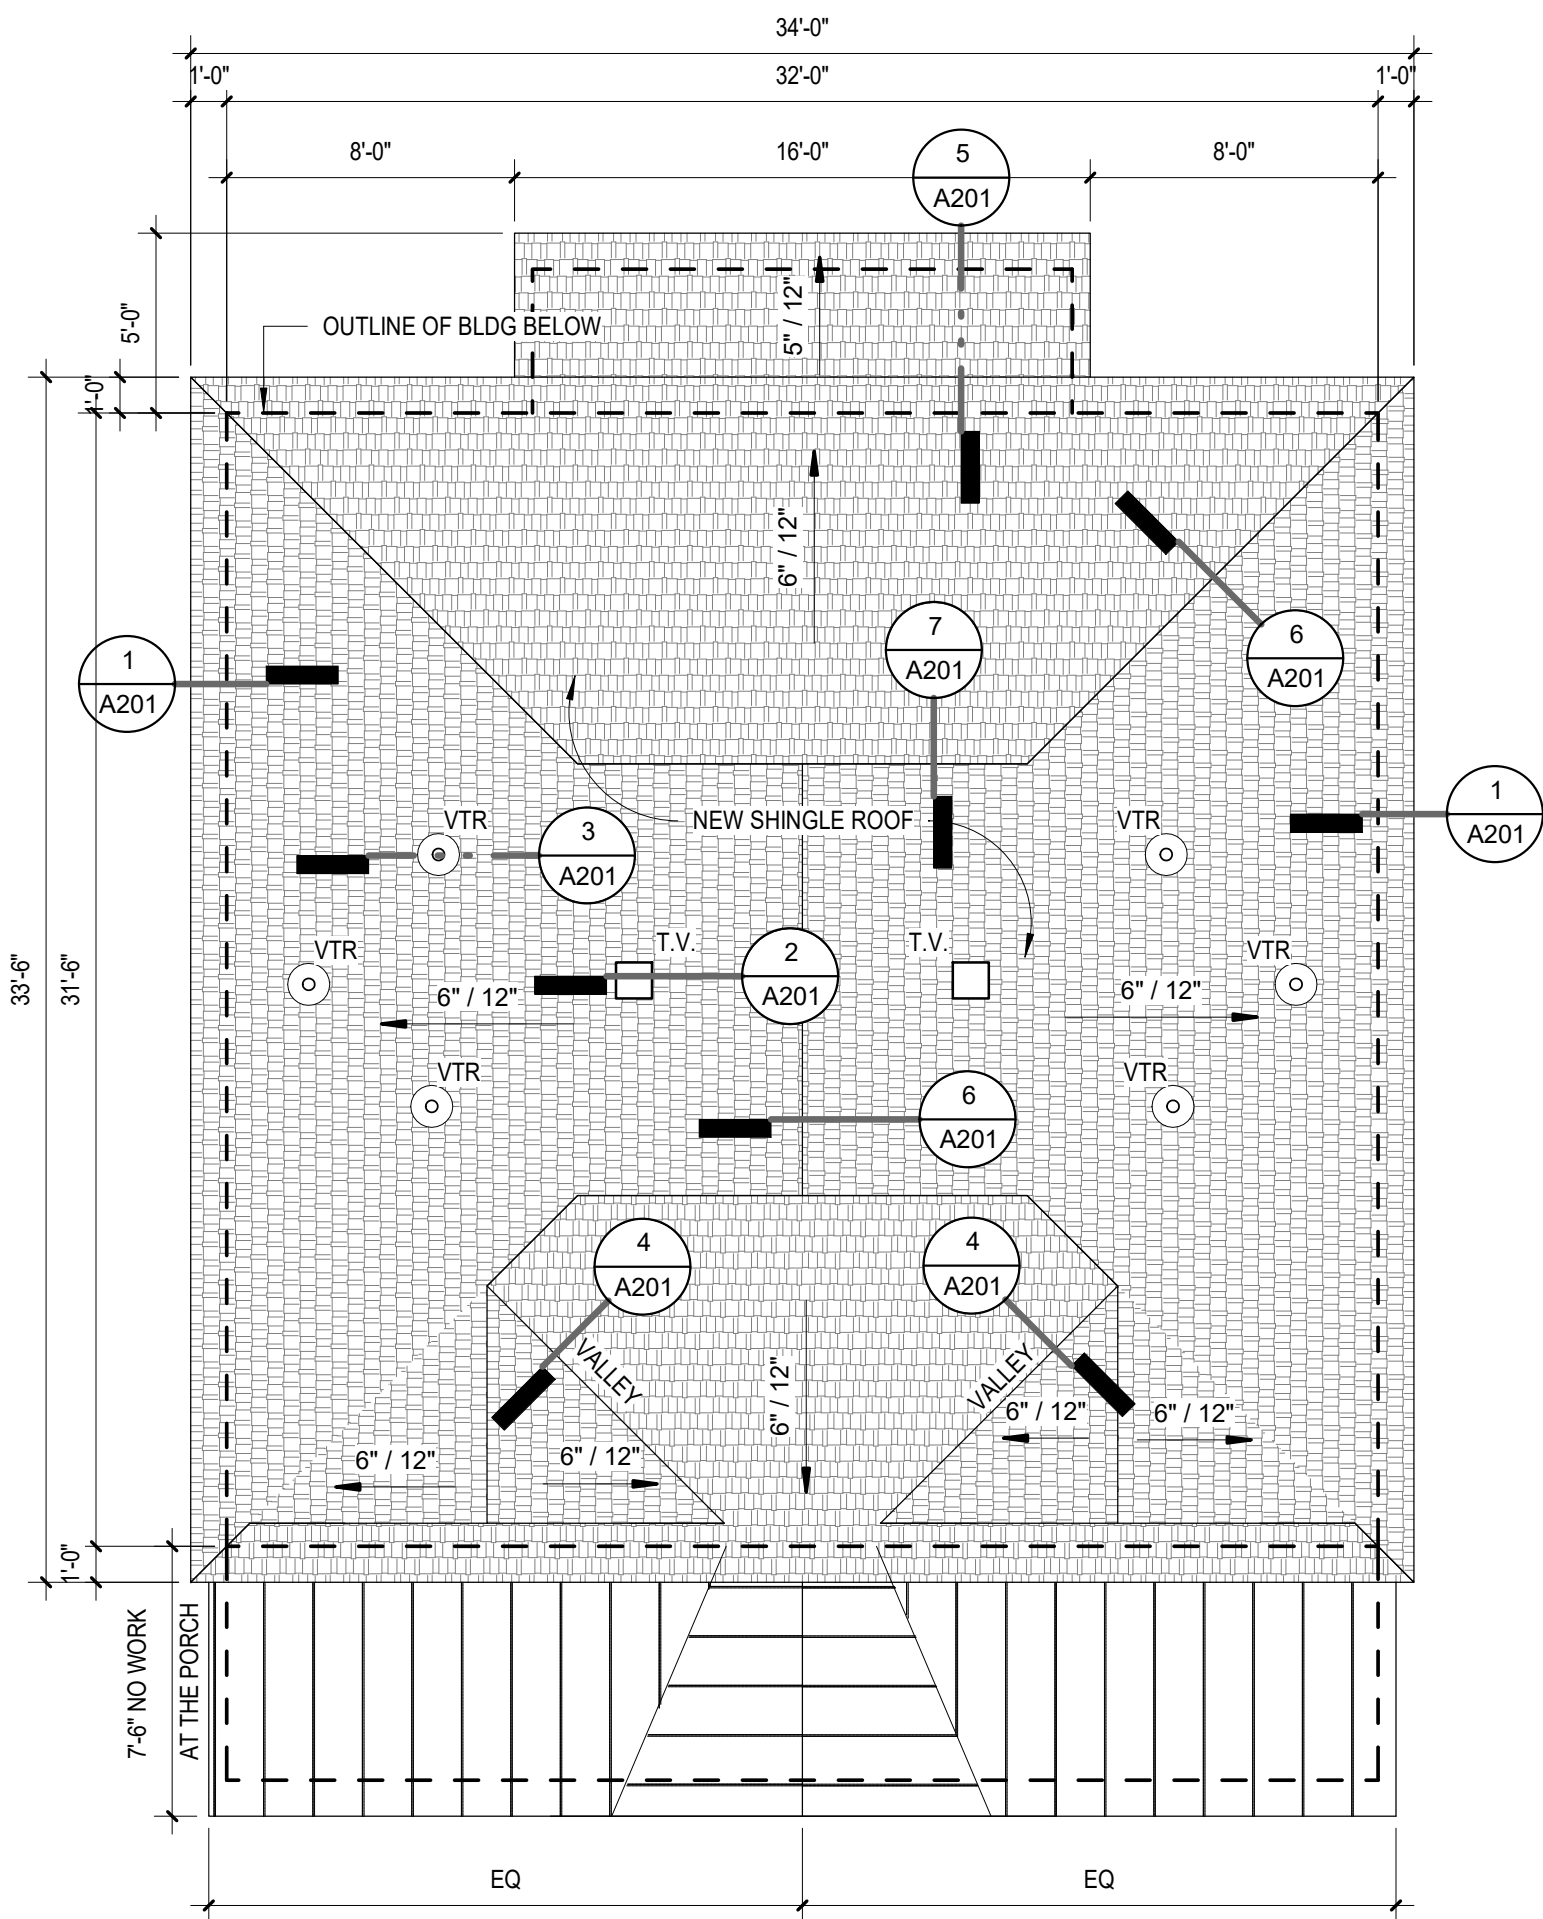 34'-0"
1'-0"
32'-0"
1'-0"
8'-0"
16'-0"
8'-0"
5
A201
5'-0"
OUTLINE OF BLDG BELOW
5" / 12"
1'-0"
6" / 12"
7
A201
6
A201
1
A201
VTR
3
A201
NEW SHINGLE ROOF
VTR
1
A201
VTR
T.V.
2
A201
T.V.
VTR
33'-6"
31'-6"
6" / 12"
6" / 12"
VTR
VTR
6
A201
4
A201
4
A201
VALLEY
VALLEY
6" / 12"
6" / 12"
6" / 12"
6" / 12"
6" / 12"
1'-0"
7'-6" NO WORK
AT THE PORCH
EQ
EQ